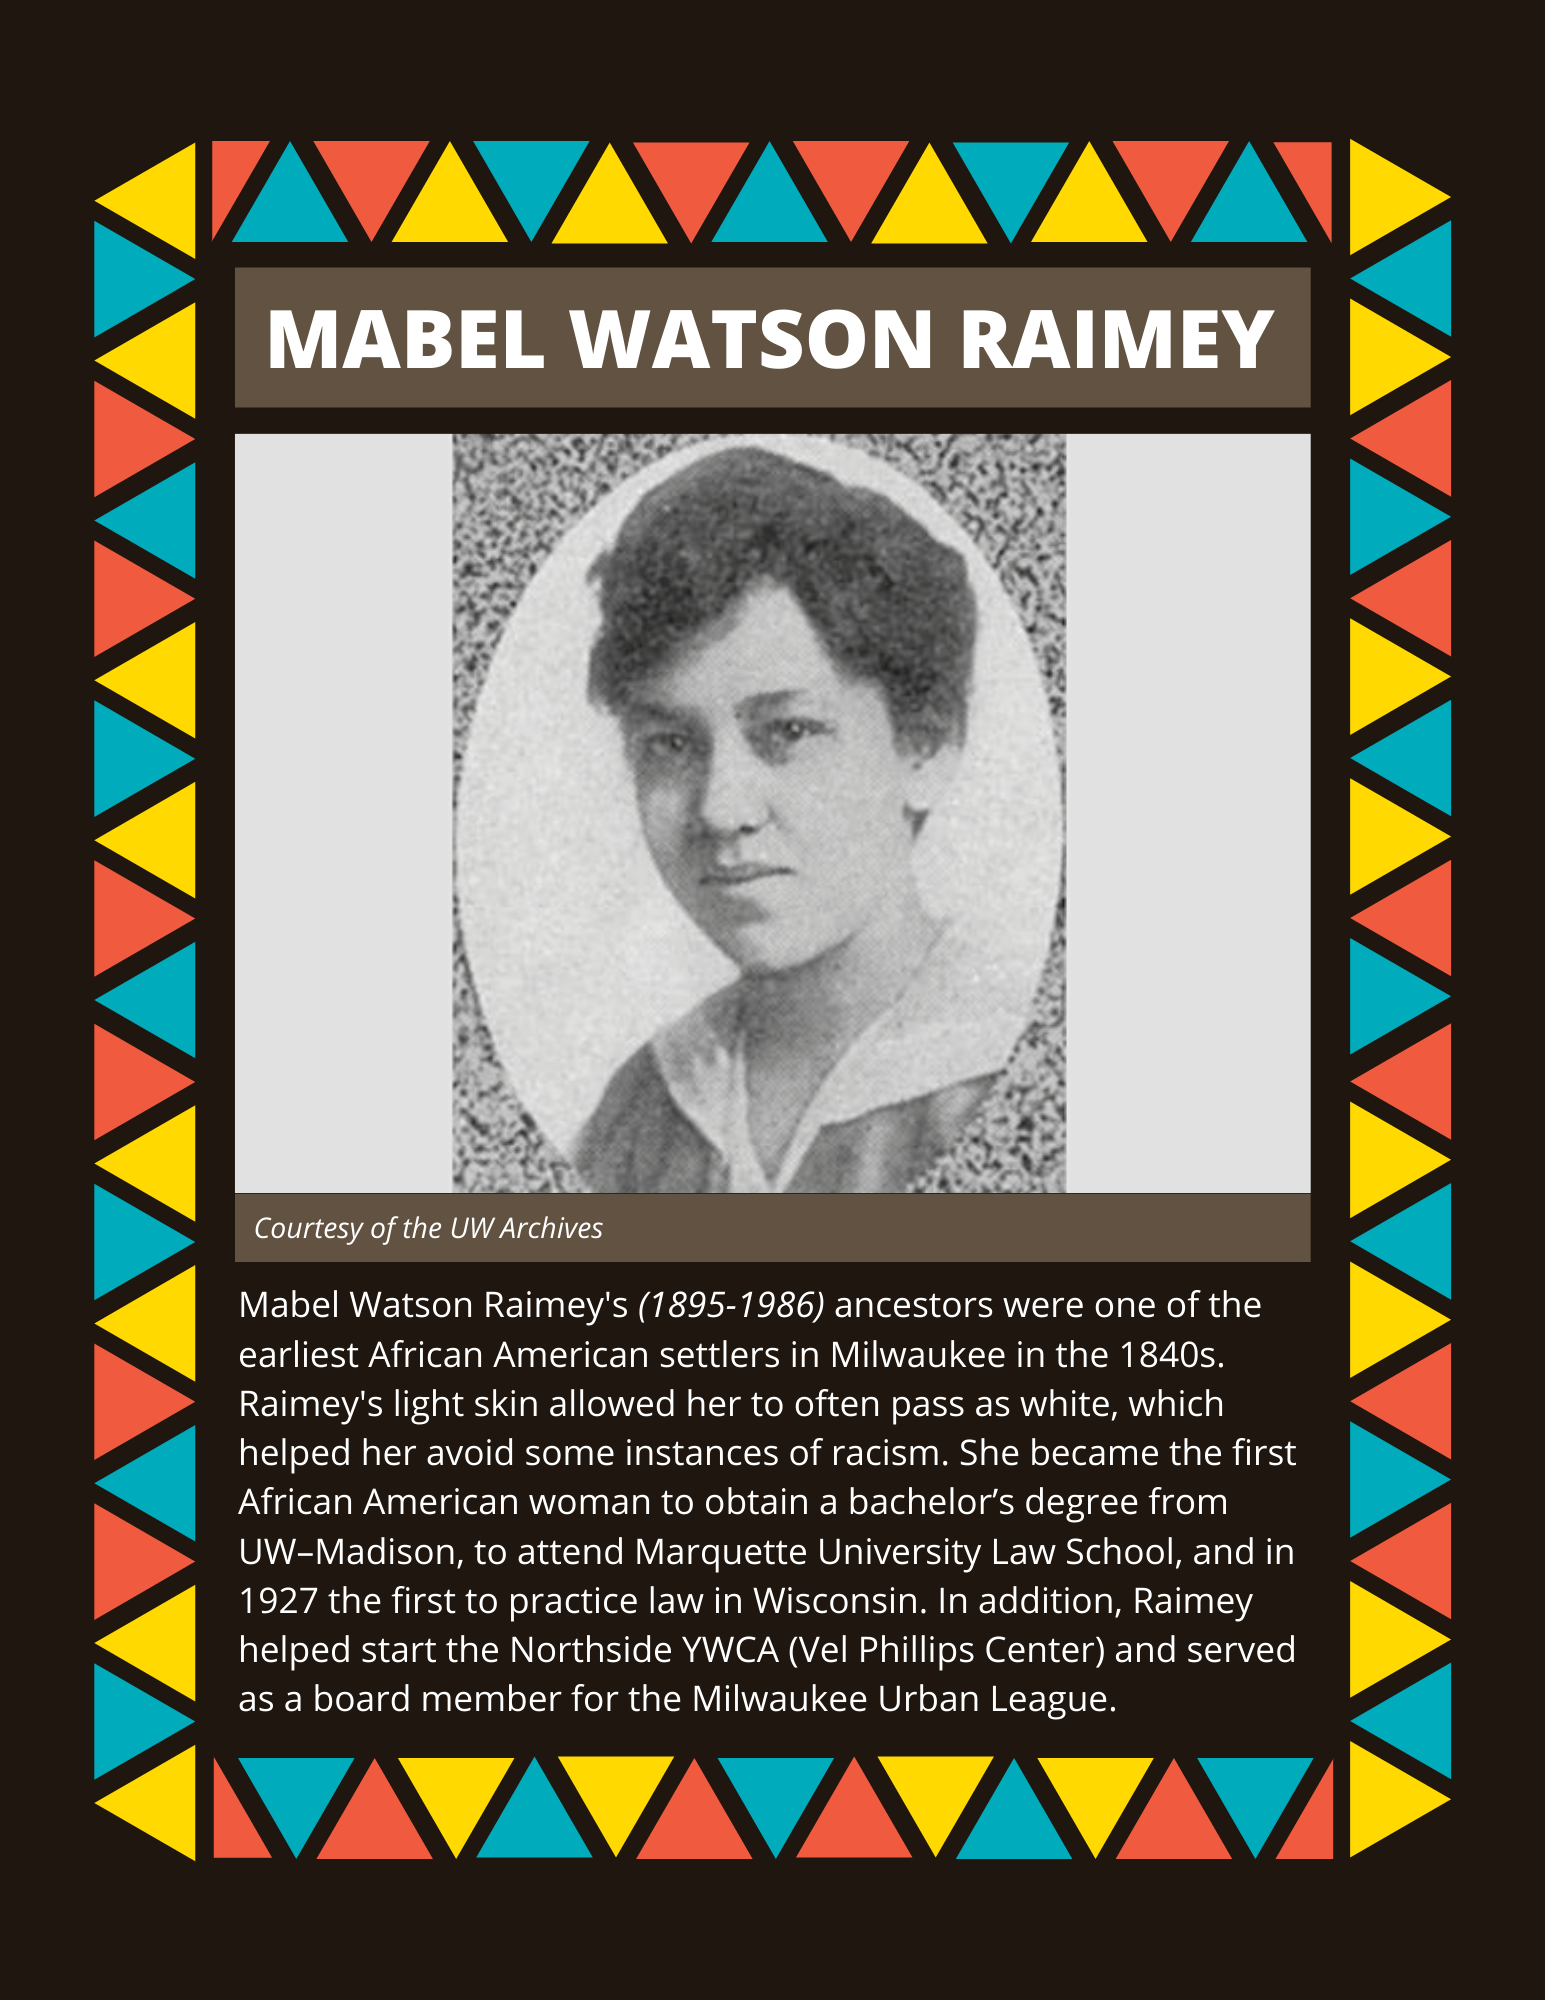 MABEL WATSON RAIMEY
Courtesy of the UW Archives
Mabel Watson Raimey's (1895-1986) ancestors were one of the
earliest African American settlers in Milwaukee in the 1840s.
Raimey's light skin allowed her to often pass as white, which
helped her avoid some instances of racism. She became the first
African American woman to obtain a bachelor’s degree from
UW–Madison, to attend Marquette University Law School, and in
1927 the first to practice law in Wisconsin. In addition, Raimey
helped start the Northside YWCA (Vel Phillips Center) and served
as a board member for the Milwaukee Urban League.